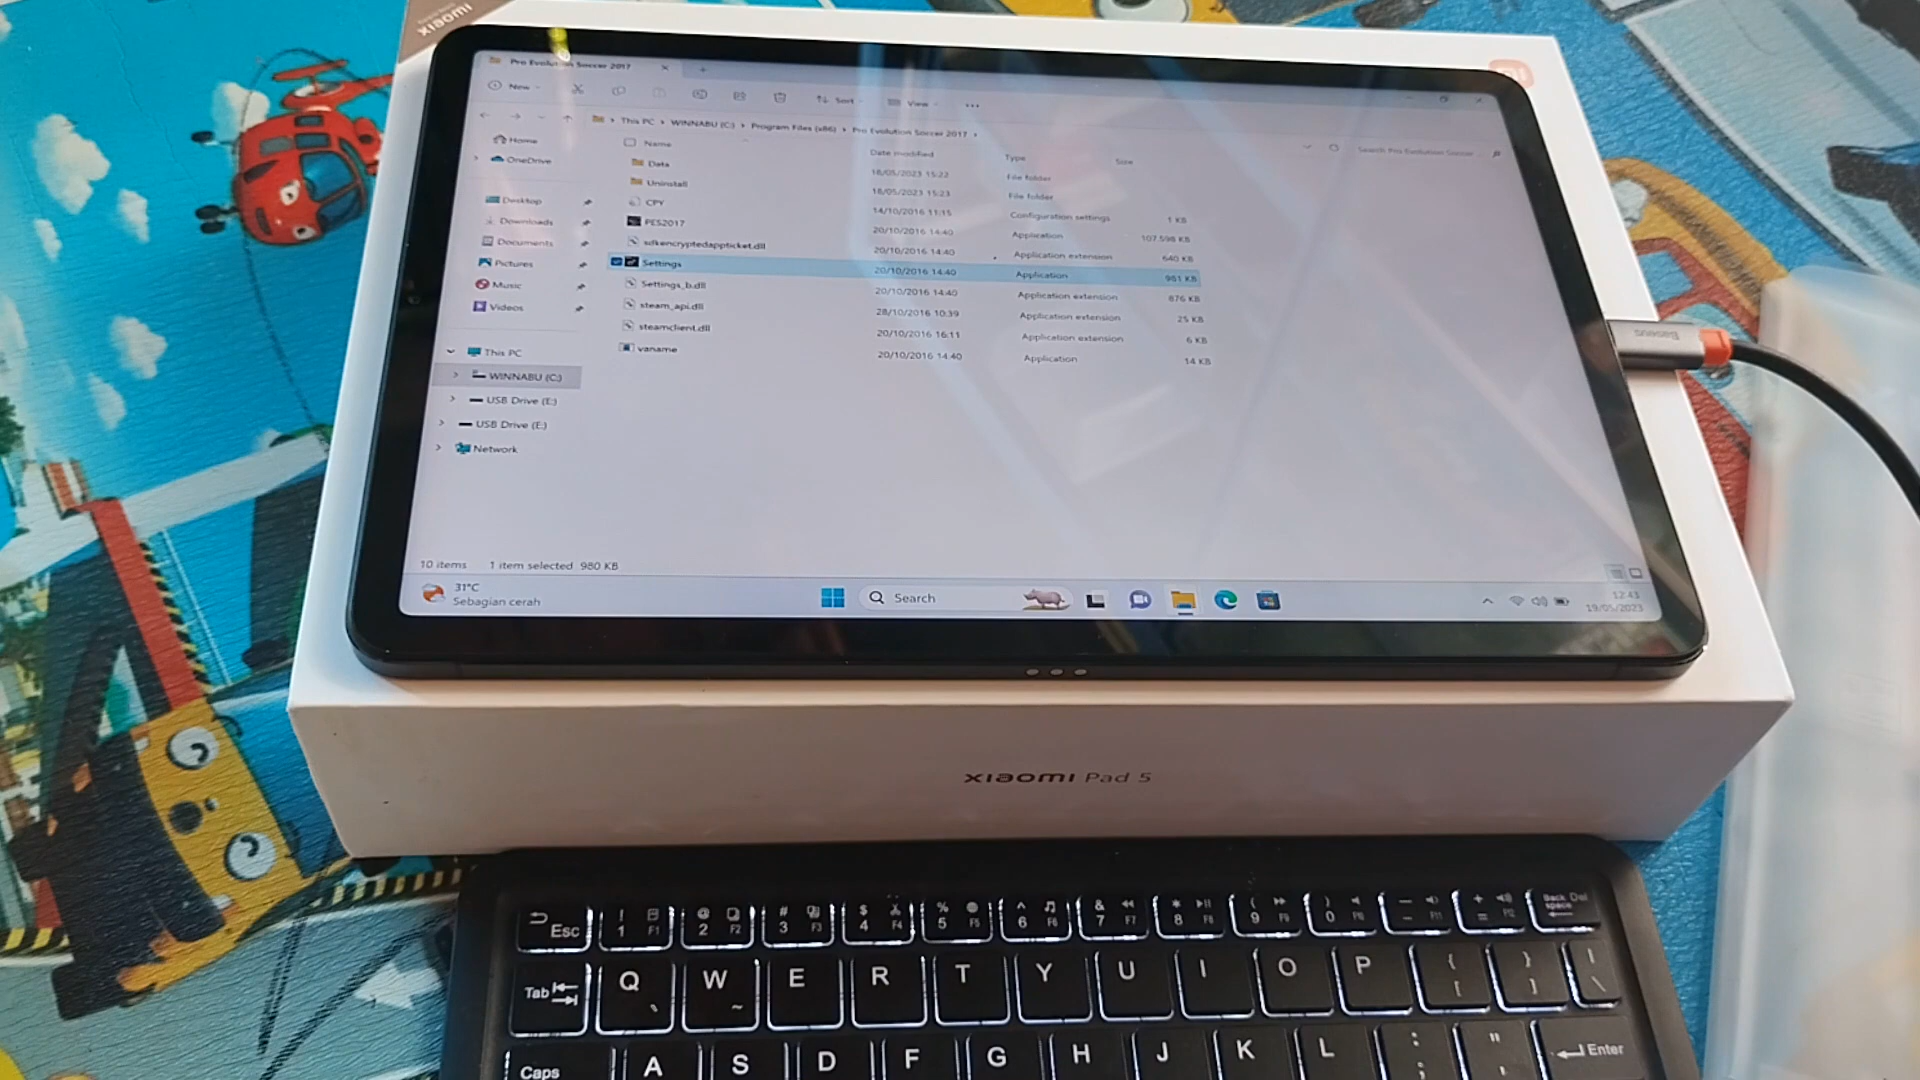 xiaomi
Pro Evolution Soccer 2017
New
Sort
View
This PC > WINNABU (C:) > Program Files (x86) > Pro Evolution Soccer 2017 >
Search Pro Evolution Soccer ...
Home
OneDrive
Desktop
Downloads
Documents
Pictures
Music
Videos
This PC
WINNABU (C:)
USB Drive (E:)
USB Drive (E:)
Network
Name Date modified Type Size
Data 18/05/2023 15:22 File folder
Uninstall 18/05/2023 15:23 File folder
CPY 14/10/2016 11:15 Configuration settings 1 KB
PES2017 20/10/2016 14:40 Application 107.598 KB
sdkencryptedappticket.dll 20/10/2016 14:40 Application extension 640 KB
Settings 20/10/2016 14:40 Application 981 KB
Settings_b.dll 20/10/2016 14:40 Application extension 876 KB
steam_api.dll 28/10/2016 10:39 Application extension 25 KB
steamclient.dll 20/10/2016 16:11 Application extension 6 KB
vaname 20/10/2016 14:40 Application 14 KB
10 items 1 item selected 980 KB
31°C
Sebagian cerah
Search
12:43
19/05/2023
Baseus
xiaomi Pad 5
Esc ! 1 F1 @ 2 F2 # 3 F3 $ 4 F4 % 5 F5 ^ 6 F6 & 7 F7 * 8 F8 ( 9 F9 ) 0 F10 — – F11 + = F12 Back space Del
Tab Q ` W ~ E R T Y U I O P { [ } ] | \
Caps A S D F G H J K L : ; " ' Enter